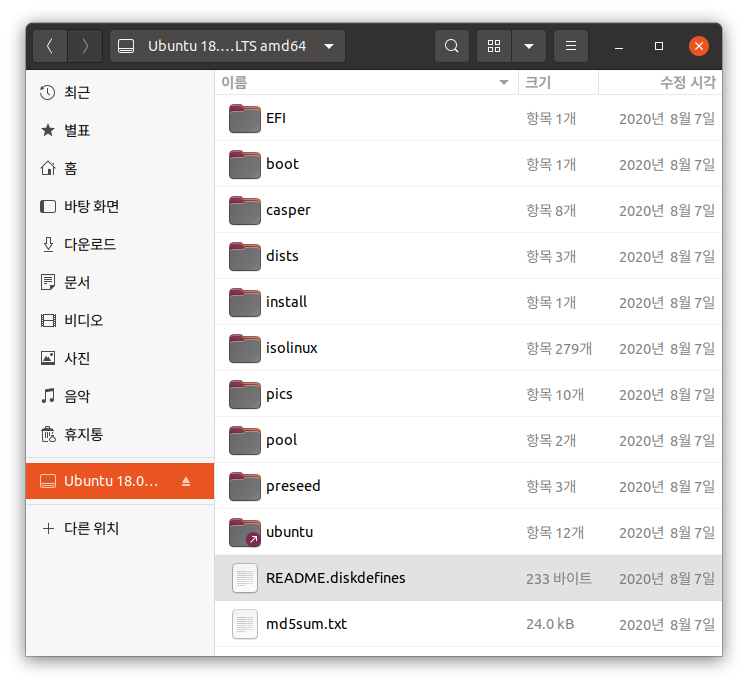 Ubuntu 18.…LTS amd64
이름 크기 수정 시각
최근
별표
홈
바탕 화면
다운로드
문서
비디오
사진
음악
휴지통
Ubuntu 18.0…
다른 위치
EFI 항목 1개 2020년 8월 7일
boot 항목 1개 2020년 8월 7일
casper 항목 8개 2020년 8월 7일
dists 항목 3개 2020년 8월 7일
install 항목 1개 2020년 8월 7일
isolinux 항목 279개 2020년 8월 7일
pics 항목 10개 2020년 8월 7일
pool 항목 2개 2020년 8월 7일
preseed 항목 3개 2020년 8월 7일
ubuntu 항목 12개 2020년 8월 7일
README.diskdefines 233 바이트 2020년 8월 7일
md5sum.txt 24.0 kB 2020년 8월 7일